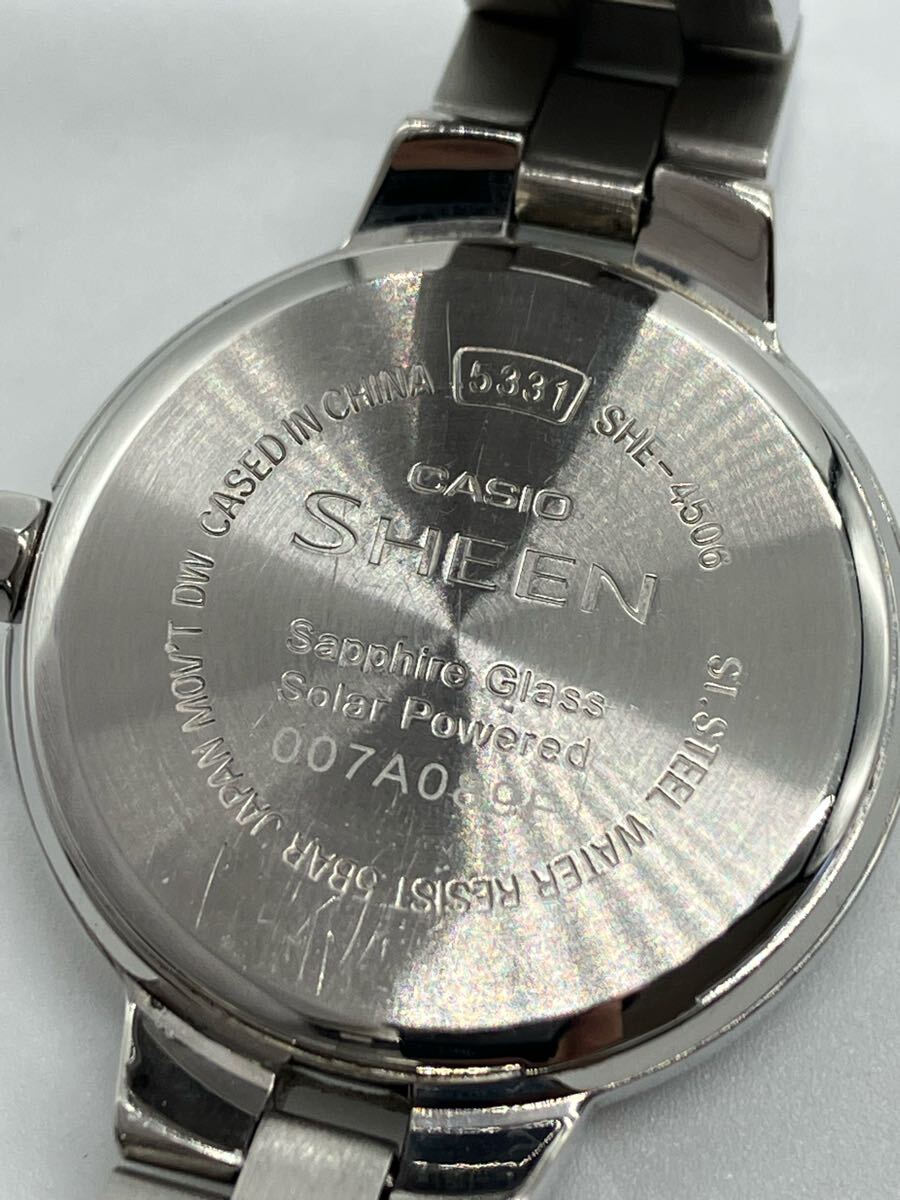 5331
SHE-4506
CASIO
SHEEN
Sapphire Glass
Solar Powered
ST.STEEL WATER RESIST 5BAR JAPAN MOV'T DW CASED IN CHINA